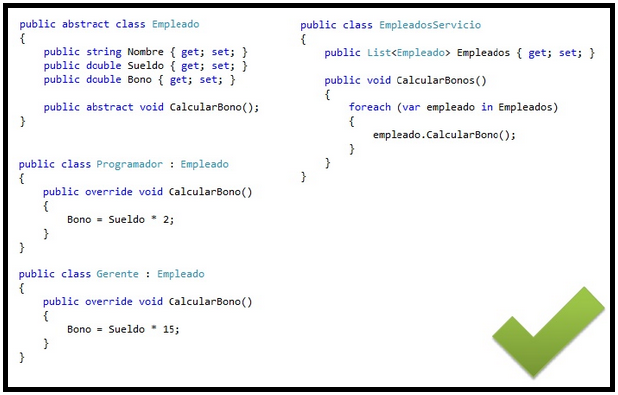 public abstract class Empleado
{
    public string Nombre { get; set; }
    public double Sueldo { get; set; }
    public double Bono { get; set; }
    public abstract void CalcularBono();
}
public class Programador : Empleado
{
    public override void CalcularBono()
    {
        Bono = Sueldo * 2;
    }
}
public class Gerente : Empleado
{
    public override void CalcularBono()
    {
        Bono = Sueldo * 15;
    }
}
public class EmpleadosServicio
{
    public List<Empleado> Empleados { get; set; }
    public void CalcularBonos()
    {
        foreach (var empleado in Empleados)
        {
            empleado.CalcularBono();
        }
    }
}